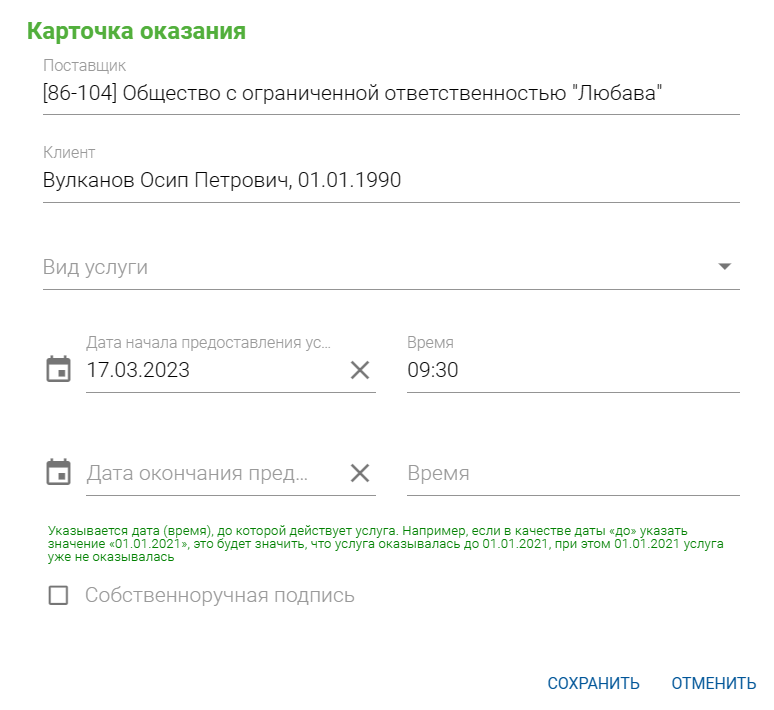 Карточка оказания
Поставщик
[86-104] Общество с ограниченной ответственностью "Любава"
Клиент
Вулканов Осип Петрович, 01.01.1990
Вид услуги
Дата начала предоставления ус...
Время
17.03.2023
09:30
Дата окончания пред...
Время
Указывается дата (время), до которой действует услуга. Например, если в качестве даты «до» указать
значение «01.01.2021», это будет значить, что услуга оказывалась до 01.01.2021, при этом 01.01.2021 услуга
уже не оказывалась
Собственноручная подпись
СОХРАНИТЬ
ОТМЕНИТЬ